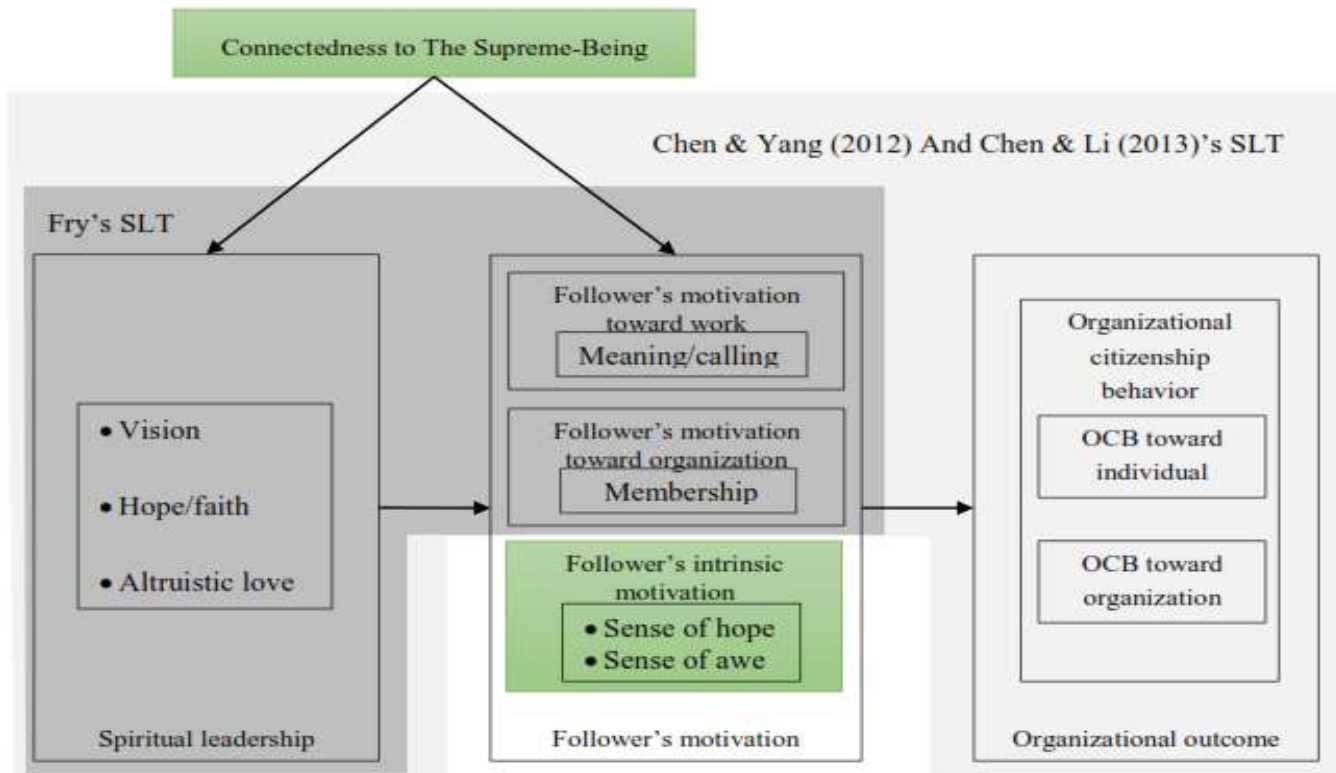 Connectedness to The Supreme-Being
Chen & Yang (2012) And Chen & Li (2013)'s SLT
Fry's SLT
• Vision
• Hope/faith
• Altruistic love
Spiritual leadership
Follower's motivation
toward work
Meaning/calling
Follower's motivation
toward organization
Membership
Follower's intrinsic
motivation
• Sense of hope
• Sense of awe
Follower's motivation
Organizational
citizenship
behavior
OCB toward
individual
OCB toward
organization
Organizational outcome